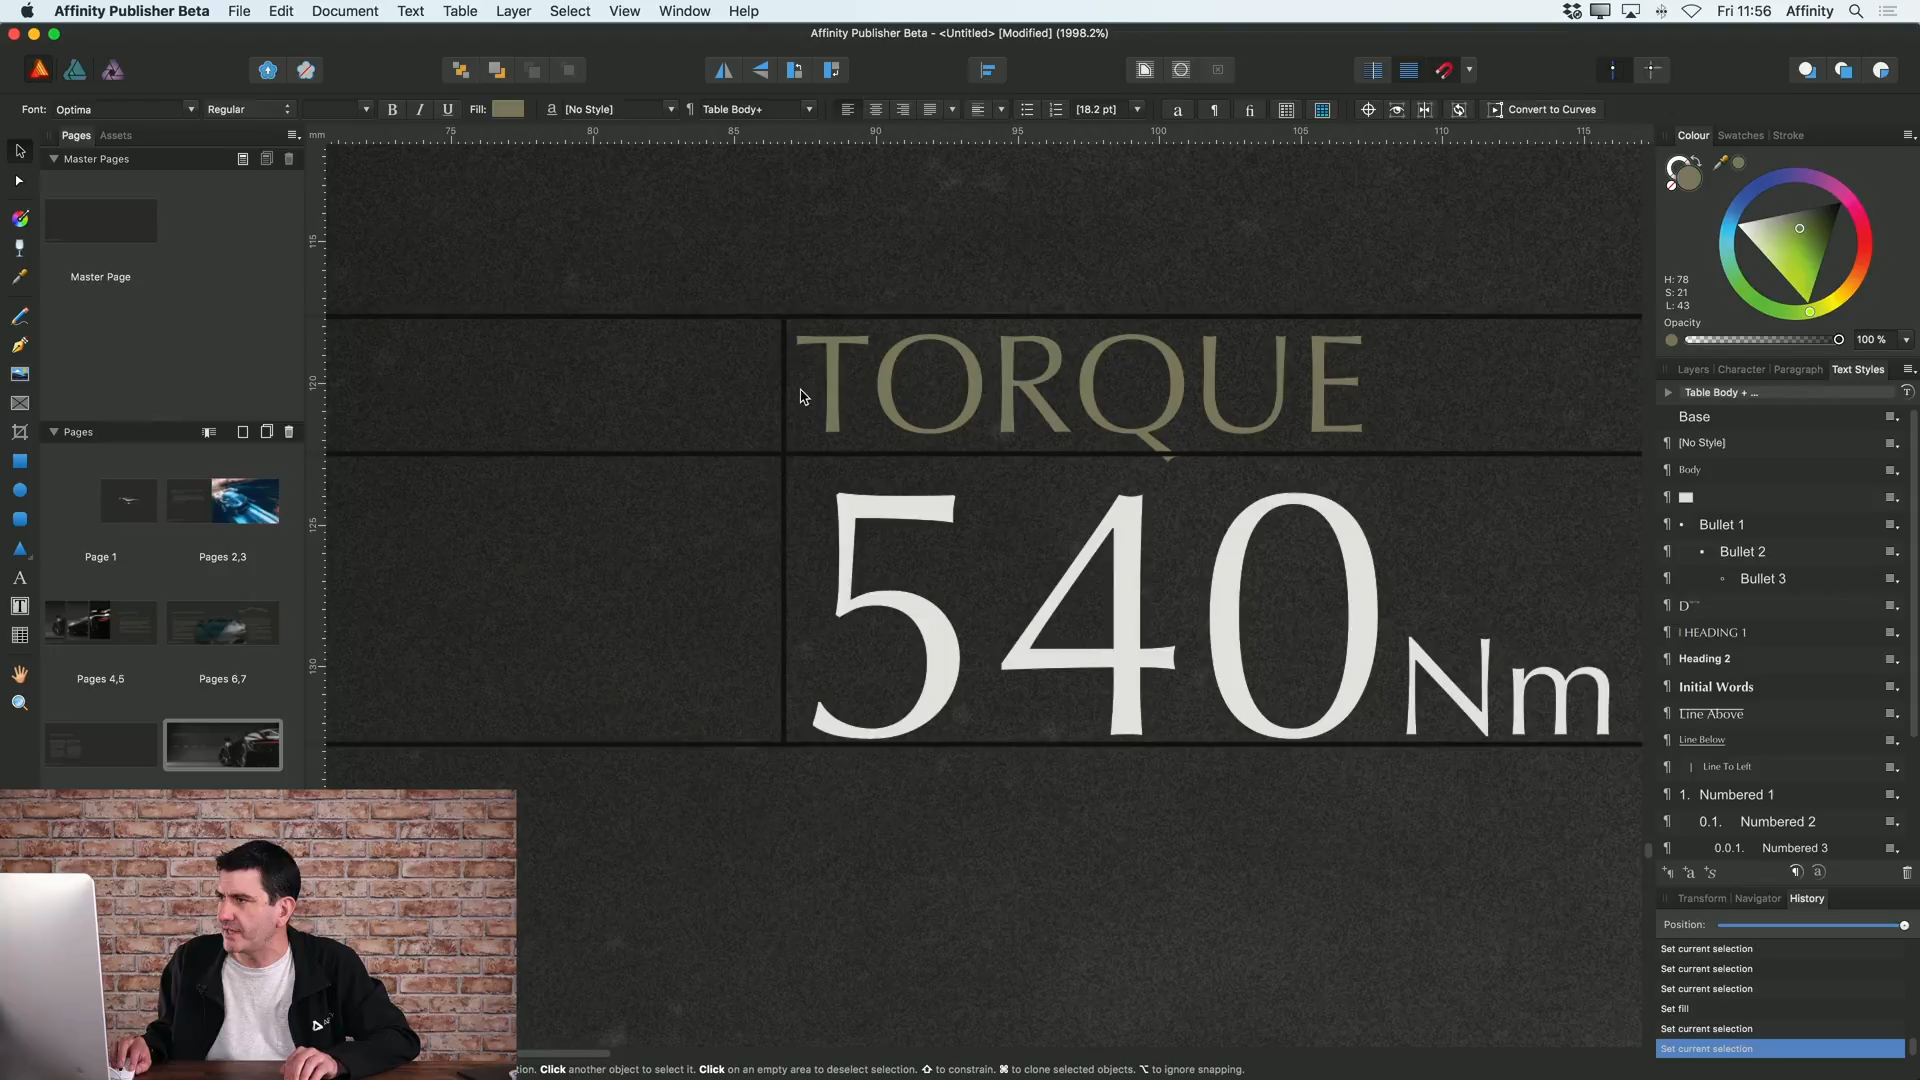 Affinity Publisher Beta File Edit Document Text Table Layer Select View Window Help Fri 11:56 Affinity
Affinity Publisher Beta - <Untitled> [Modified] (1998.2%)
Font: Optima Regular B I U Fill: a [No Style] ¶ Table Body+ [18.2 pt] a ¶ fi Convert to Curves
Pages Assets
mm 75 80 85 90 95 100 105 110 115
Colour Swatches Stroke
Master Pages
Master Page
115
120
125
130
H: 78
S: 21
L: 43
Opacity
100 %
Layers Character Paragraph Text Styles
Table Body + ...
Base
[No Style]
Body
• Bullet 1
• Bullet 2
◦ Bullet 3
HEADING 1
Heading 2
Initial Words
Line Above
Line Below
| Line To Left
1. Numbered 1
0.1. Numbered 2
0.0.1. Numbered 3
Pages
Page 1
Pages 2,3
Pages 4,5
Pages 6,7
TORQUE
540Nm
Transform Navigator History
Position:
Set current selection
Set current selection
Set current selection
Set fill
Set current selection
Set current selection
tion. Click another object to select it. Click on an empty area to deselect selection. ⇧ to constrain. ⌘ to clone selected objects. ⌥ to ignore snapping.